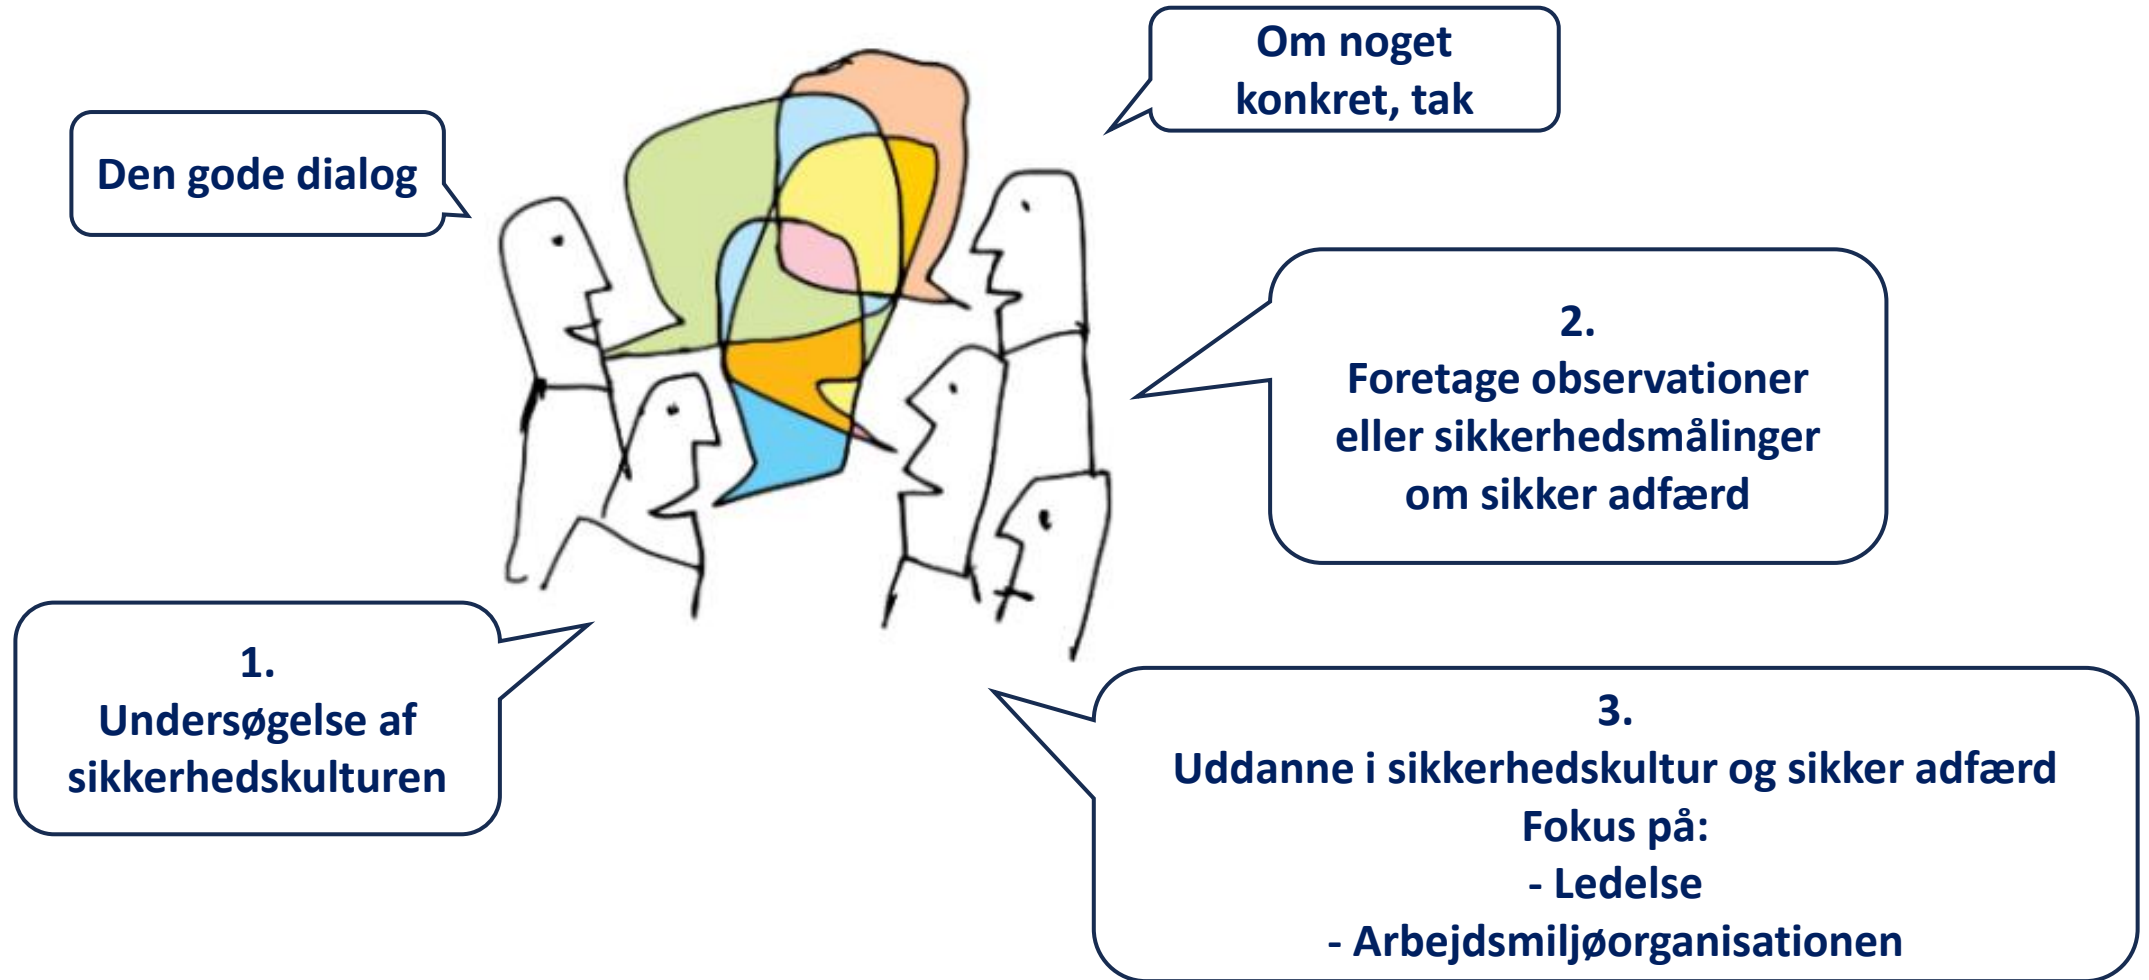 Den gode dialog
Om noget
konkret, tak
1.
Undersøgelse af
sikkerhedskulturen
2.
Foretage observationer
eller sikkerhedsmålinger
om sikker adfærd
3.
Uddanne i sikkerhedskultur og sikker adfærd
Fokus på:
- Ledelse
- Arbejdsmiljøorganisationen